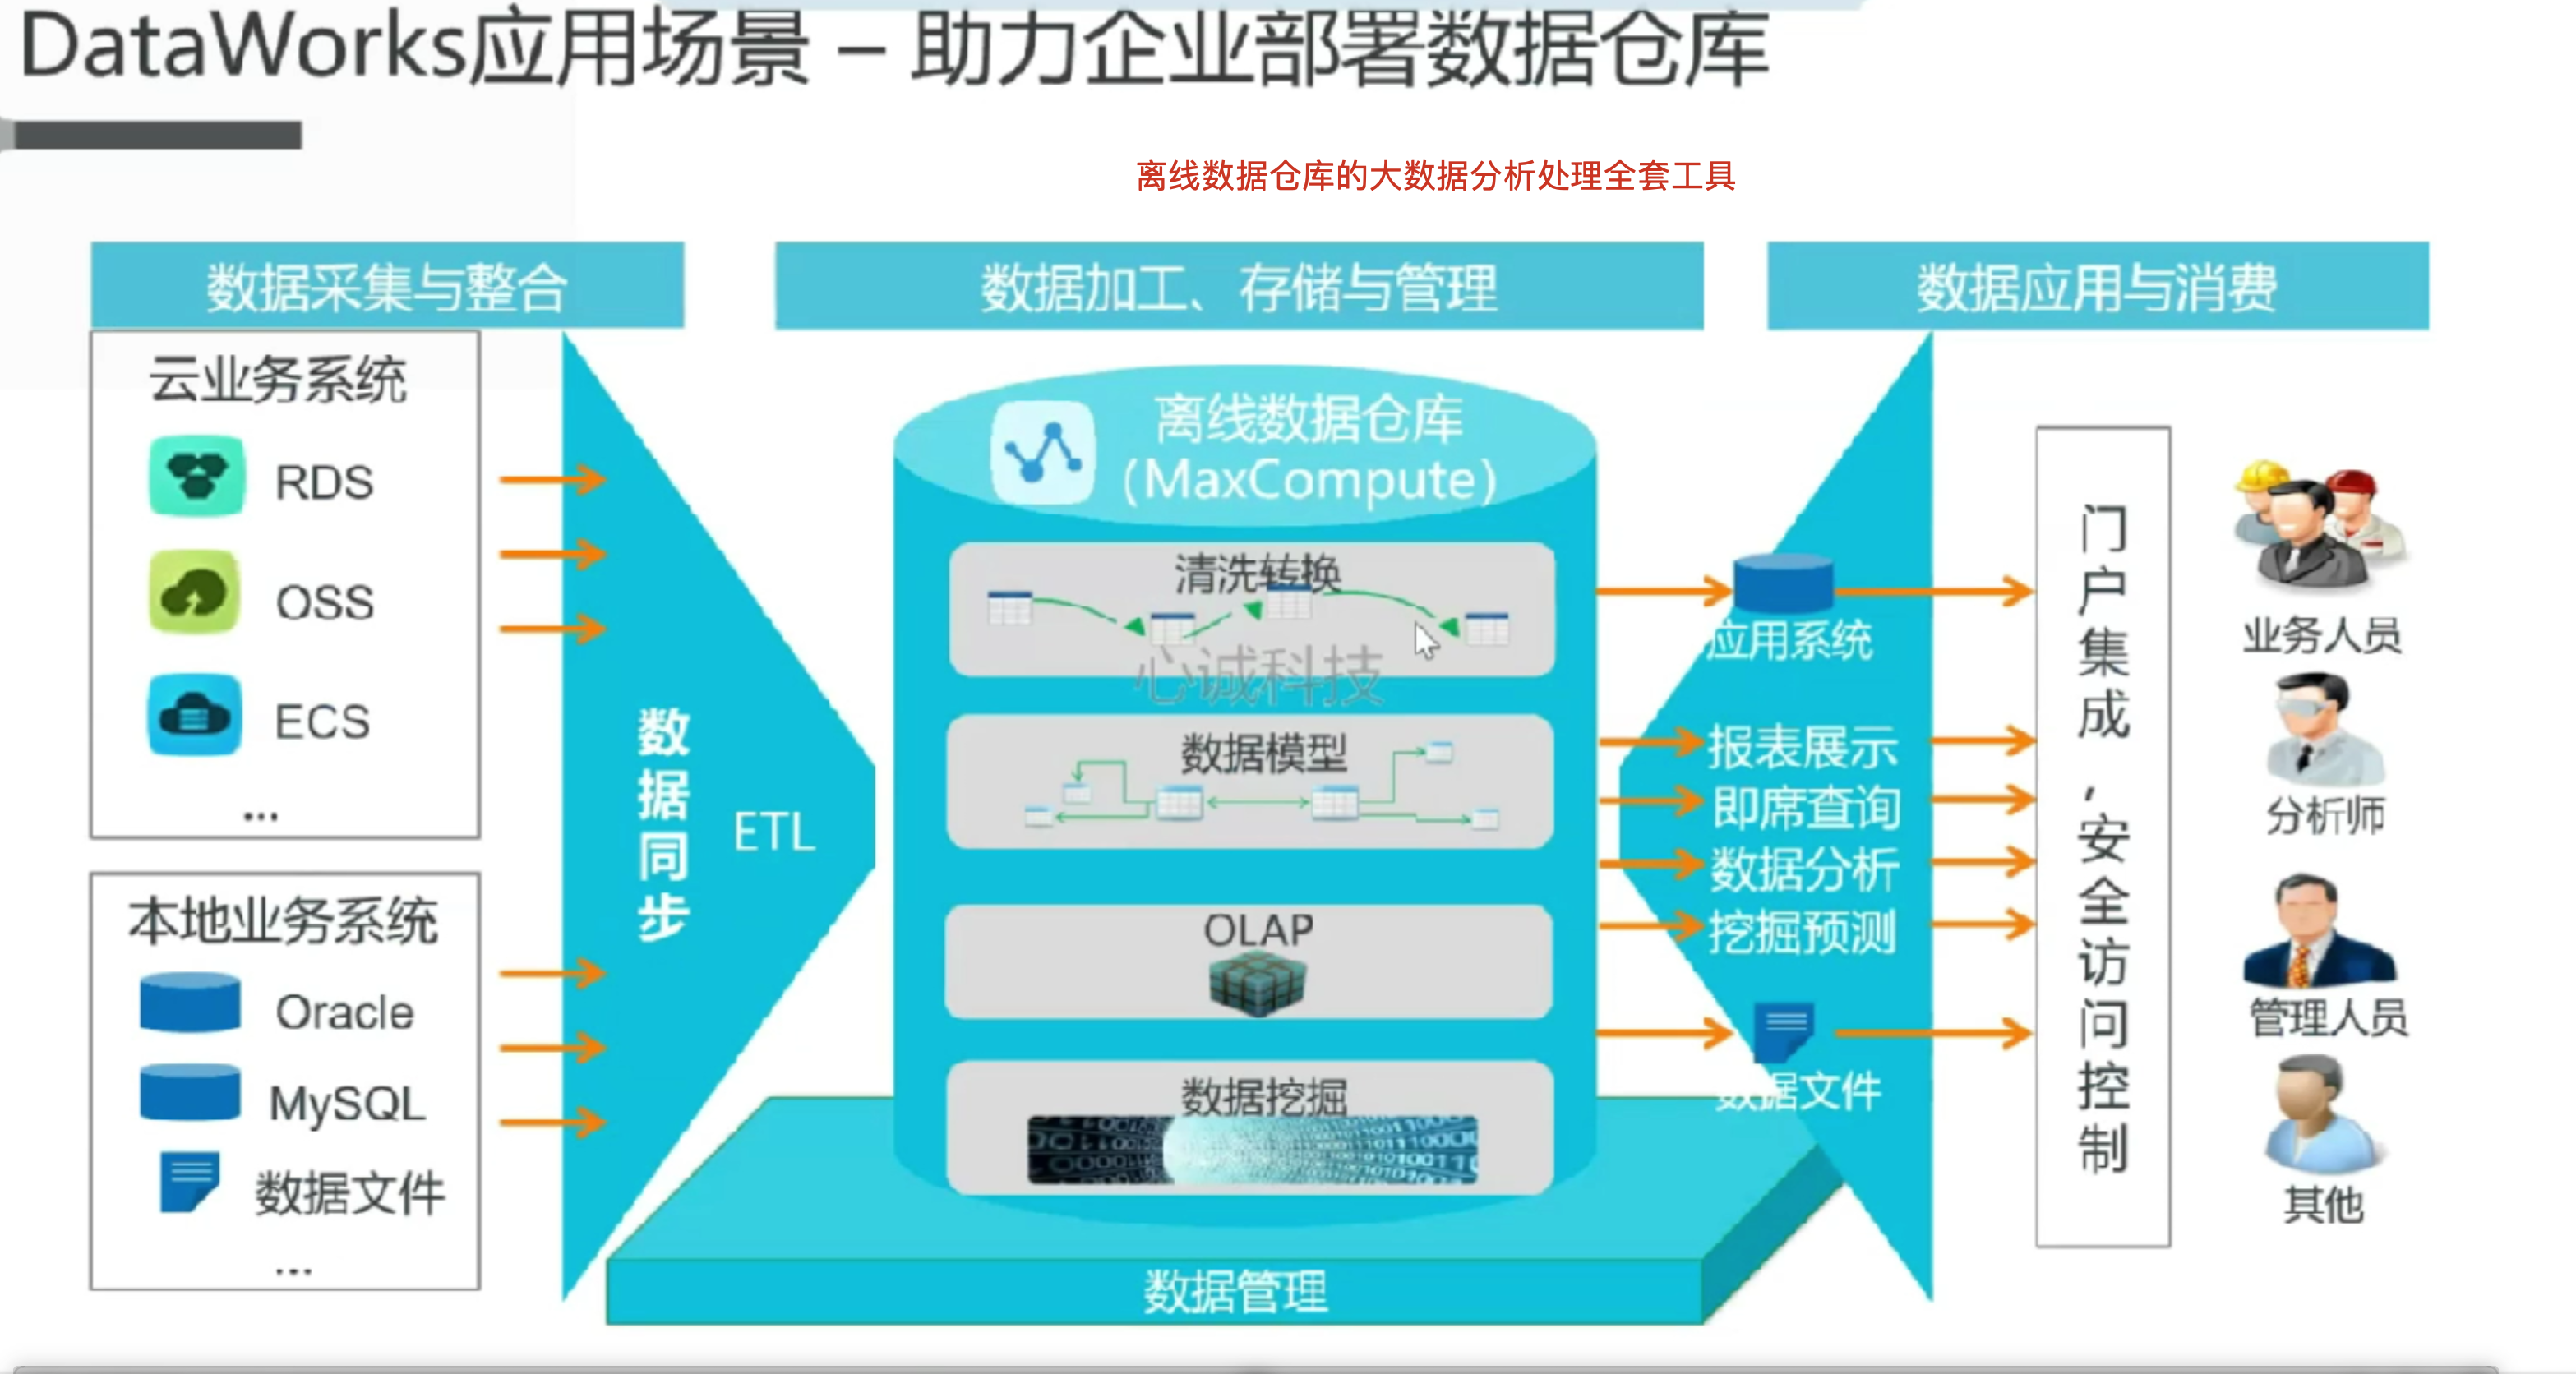 DataWorks应用场景 – 助力企业部署数据仓库
离线数据仓库的大数据分析处理全套工具
数据采集与整合
云业务系统
RDS
OSS
ECS
...
本地业务系统
Oracle
MySQL
数据文件
...
数据同步
ETL
数据加工、存储与管理
离线数据仓库
（MaxCompute）
清洗转换
心诚科技
数据模型
OLAP
数据挖掘
数据管理
数据应用与消费
应用系统
报表展示
即席查询
数据分析
挖掘预测
数据文件
门户集成，安全访问控制
业务人员
分析师
管理人员
其他